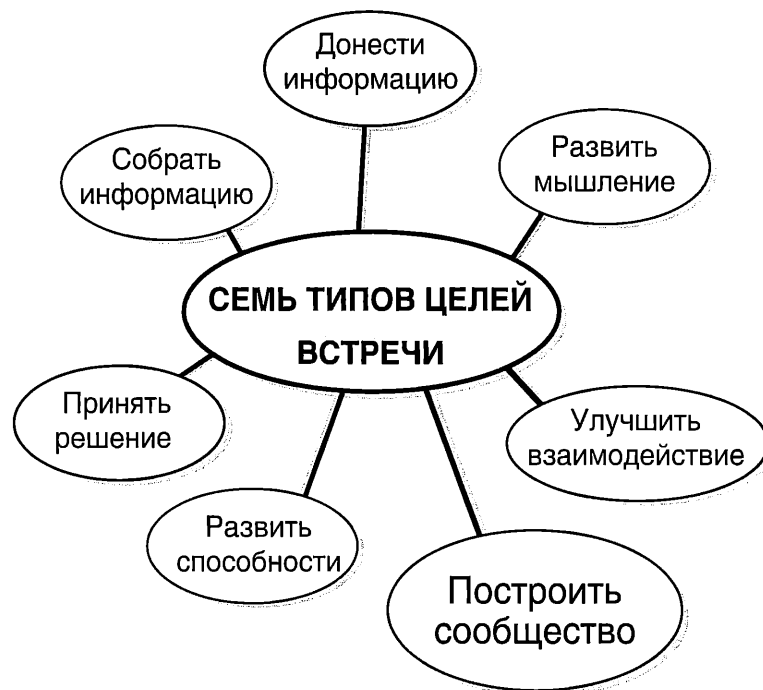 Донести
информацию
Собрать
информацию
Развить
мышление
СЕМЬ ТИПОВ ЦЕЛЕЙ
ВСТРЕЧИ
Принять
решение
Улучшить
взаимодействие
Развить
способности
Построить
сообщество